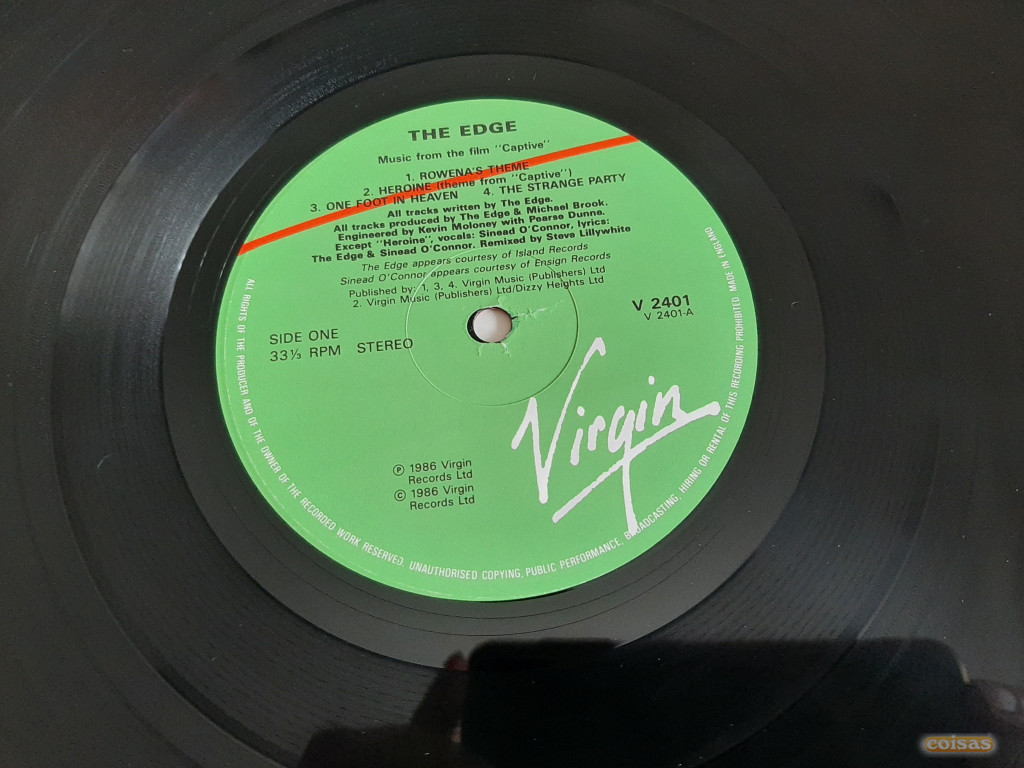 THE EDGE
Music from the film "Captive"
1. ROWENA'S THEME
2. HEROINE (theme from "Captive")
3. ONE FOOT IN HEAVEN 4. THE STRANGE PARTY
All tracks written by The Edge.
All tracks produced by The Edge & Michael Brook.
Engineered by Kevin Moloney with Pearse Dunne.
Except "Heroine", vocals: Sinead O'Connor, lyrics:
The Edge & Sinead O'Connor. Remixed by Steve Lillywhite
The Edge appears courtesy of Island Records
Sinead O'Connor appears courtesy of Ensign Records
Published by: 1, 3, 4. Virgin Music (Publishers) Ltd
2. Virgin Music (Publishers) Ltd/Dizzy Heights Ltd
V 2401
V 2401-A
SIDE ONE
33⅓ RPM STEREO
Virgin
℗ 1986 Virgin
Records Ltd
© 1986 Virgin
Records Ltd
ALL RIGHTS OF THE PRODUCER AND OF THE OWNER OF THE RECORDED WORK RESERVED. UNAUTHORISED COPYING, PUBLIC PERFORMANCE, BROADCASTING, HIRING OR RENTAL OF THIS RECORDING PROHIBITED. MADE IN ENGLAND
coisas